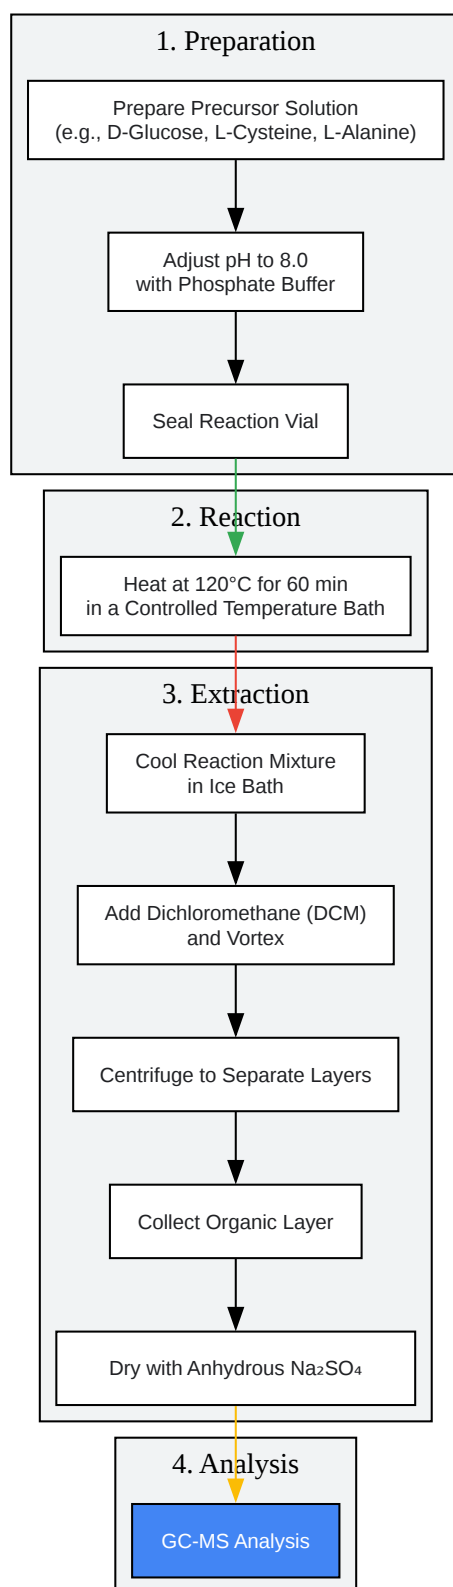 1. Preparation
Prepare Precursor Solution
(e.g., D-Glucose, L-Cysteine, L-Alanine)
Adjust pH to 8.0
with Phosphate Buffer
Seal Reaction Vial
2. Reaction
Heat at 120°C for 60 min
in a Controlled Temperature Bath
3. Extraction
Cool Reaction Mixture
in Ice Bath
Add Dichloromethane (DCM)
and Vortex
Centrifuge to Separate Layers
Collect Organic Layer
Dry with Anhydrous Na₂SO₄
4. Analysis
GC-MS Analysis